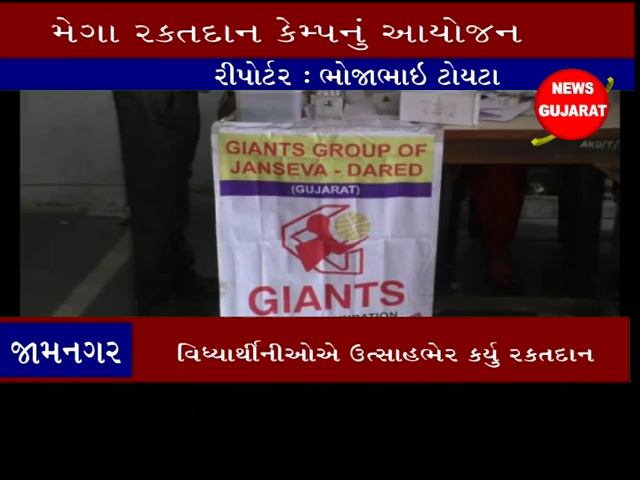 મેગા રકતદાન કેમ્પનું આયોજન
રીપોર્ટર : ભોજાભાઇ ટોયટા
NEWS
GUJARAT
AKD/T/
GIANTS GROUP OF
JANSEVA - DARED
(GUJARAT)
GIANTS
જામનગર
વિધ્યાર્થીનીઓએ ઉત્સાહભેર કર્યુ રકતદાન